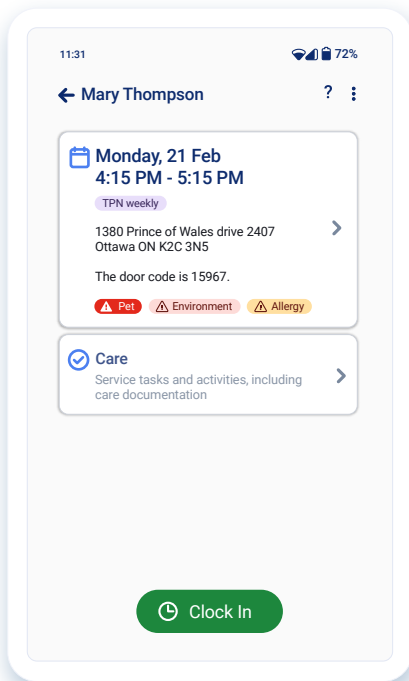 11:31
72%
Mary Thompson
?
Monday, 21 Feb
4:15 PM - 5:15 PM
TPN weekly
1380 Prince of Wales drive 2407
Ottawa ON K2C 3N5
The door code is 15967.
Pet
Environment
Allergy
Care
Service tasks and activities, including
care documentation
Clock In